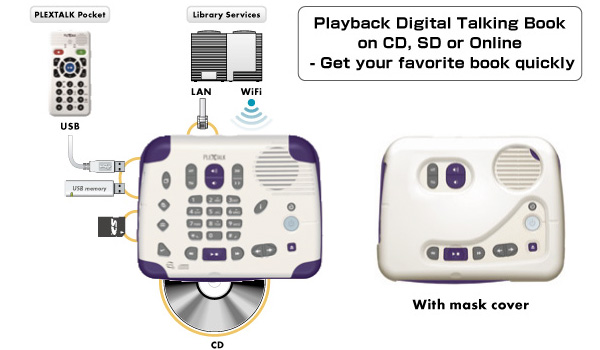 PLEXTALK Pocket
Library Services
Playback Digital Talking Book
on CD, SD or Online
- Get your favorite book quickly
LAN
WiFi
USB
PLEXTALK
USB memory
CD
With mask cover